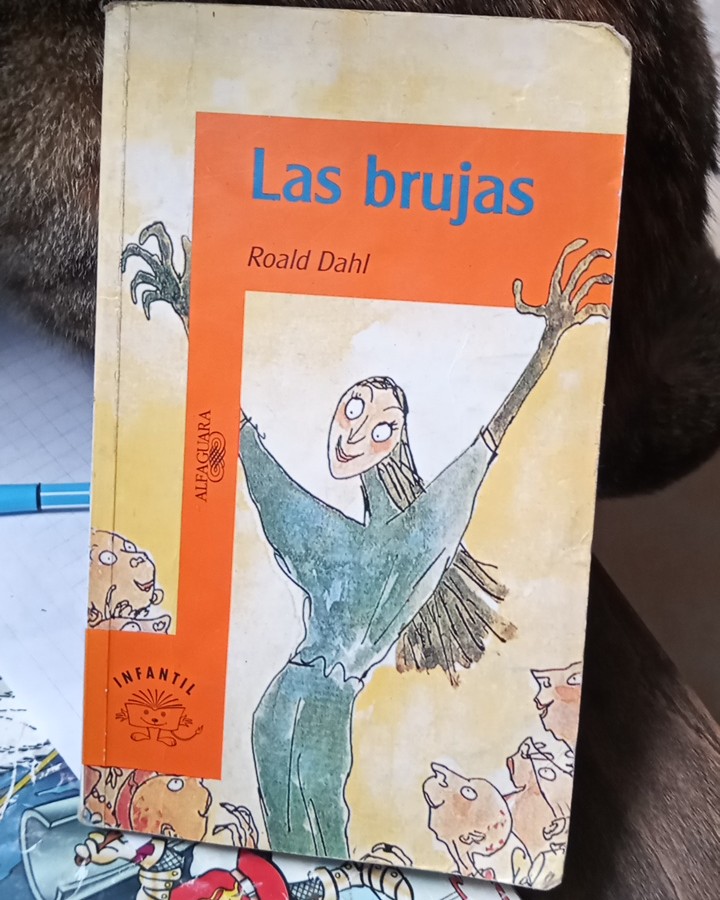 Las brujas
Roald Dahl
ALFAGUARA
INFANTIL